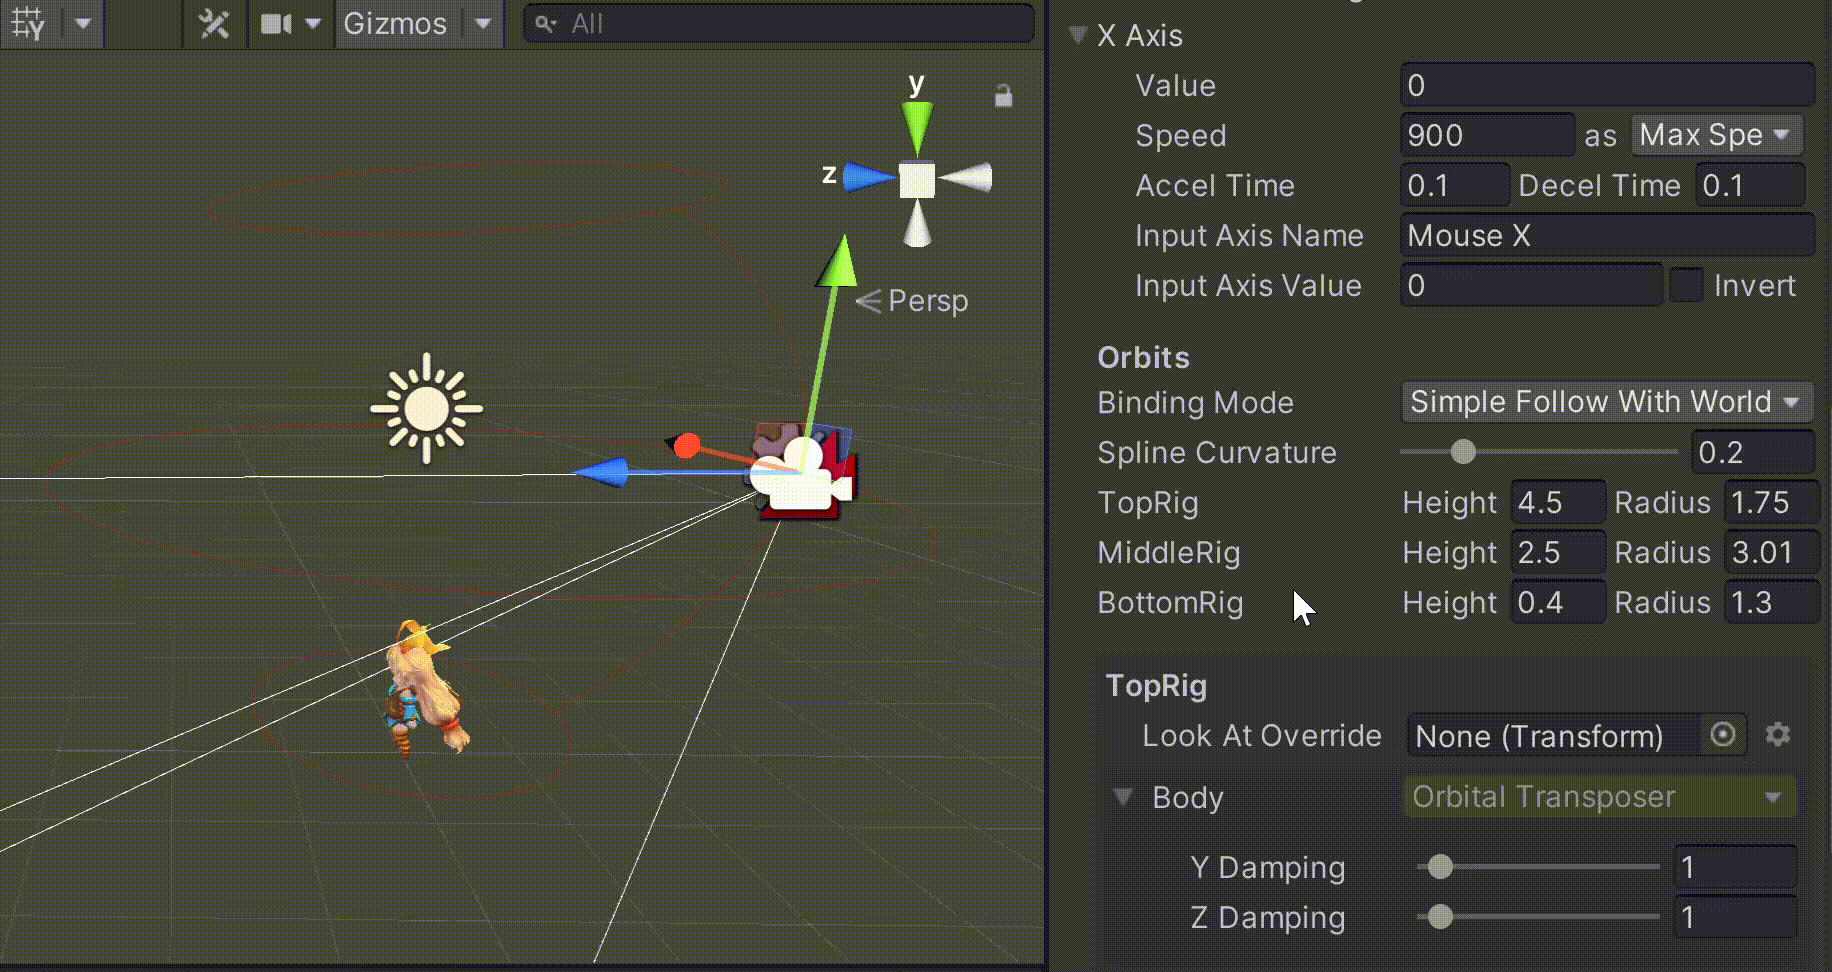 Y
Gizmos
All
y
z
Persp
X Axis
Value 0
Speed 900 as Max Spe
Accel Time 0.1 Decel Time 0.1
Input Axis Name Mouse X
Input Axis Value 0 Invert
Orbits
Binding Mode Simple Follow With World
Spline Curvature 0.2
TopRig Height 4.5 Radius 1.75
MiddleRig Height 2.5 Radius 3.01
BottomRig Height 0.4 Radius 1.3
TopRig
Look At Override None (Transform)
Body Orbital Transposer
Y Damping 1
Z Damping 1